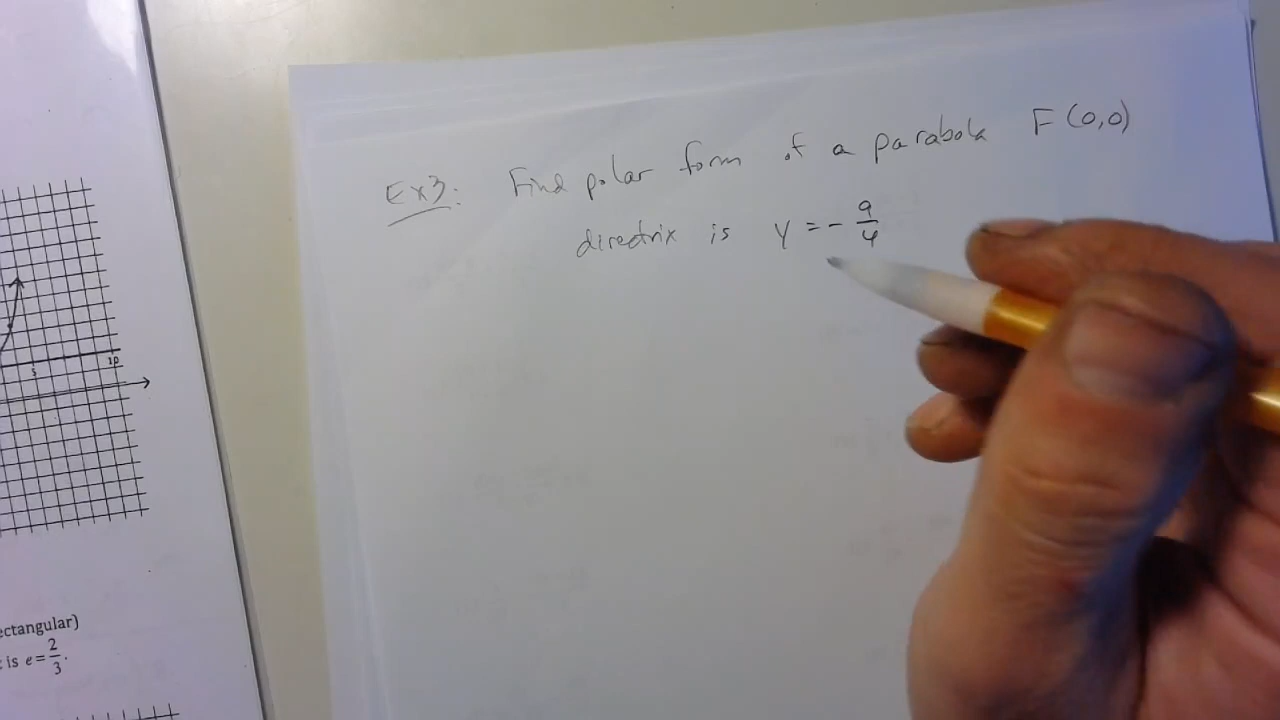 Ex3: Find polar form of a parabola F(0,0)
directrix is y = - 9/4
5
10
ectangular)
is e = 2/3.